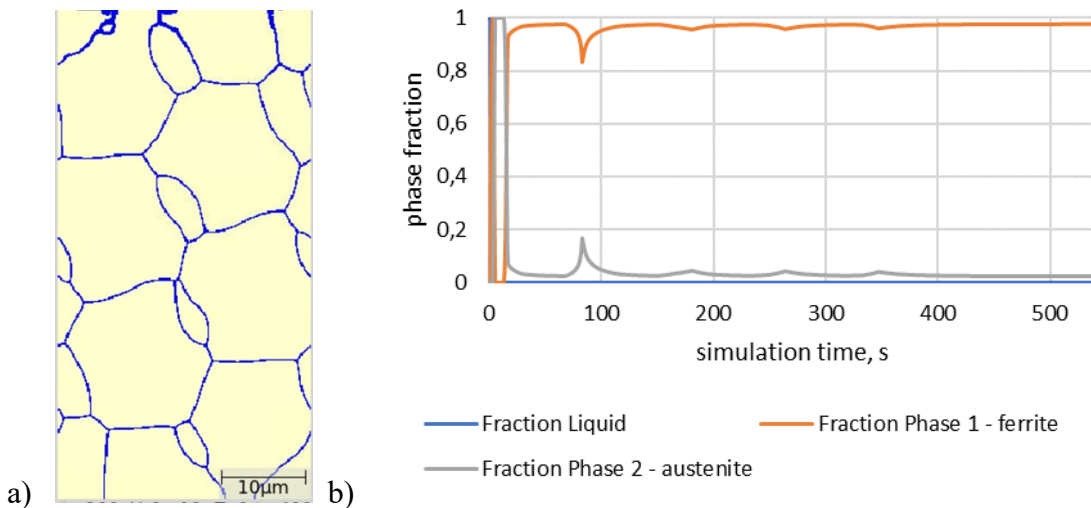 a)
10μm
b)
phase fraction
1
0,8
0,6
0,4
0,2
0
0 100 200 300 400 500
simulation time, s
Fraction Liquid
Fraction Phase 1 - ferrite
Fraction Phase 2 - austenite